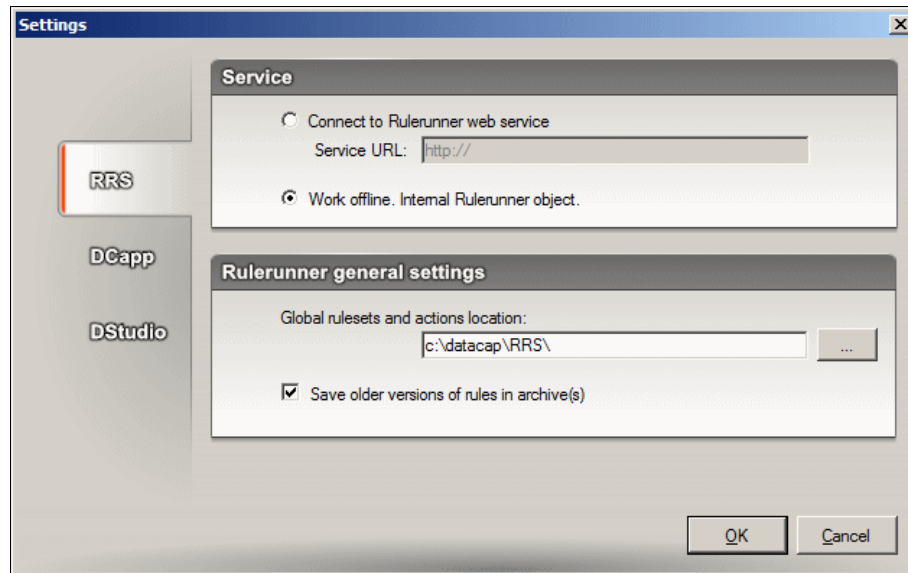 Settings
Service
Connect to Rulerunner web service
Service URL: http://
RRS
Work offline. Internal Rulerunner object.
DCapp
Rulerunner general settings
DStudio
Global rulesets and actions location:
c:\datacap\RRS\ ...
Save older versions of rules in archive(s)
OK Cancel